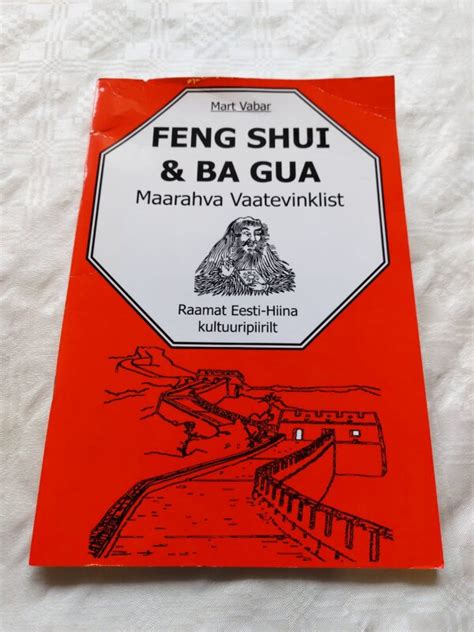 Mart Vabar
FENG SHUI
& BA GUA
Maarahva Vaatevinklist
Raamat Eesti-Hiina
kultuuripiirilt